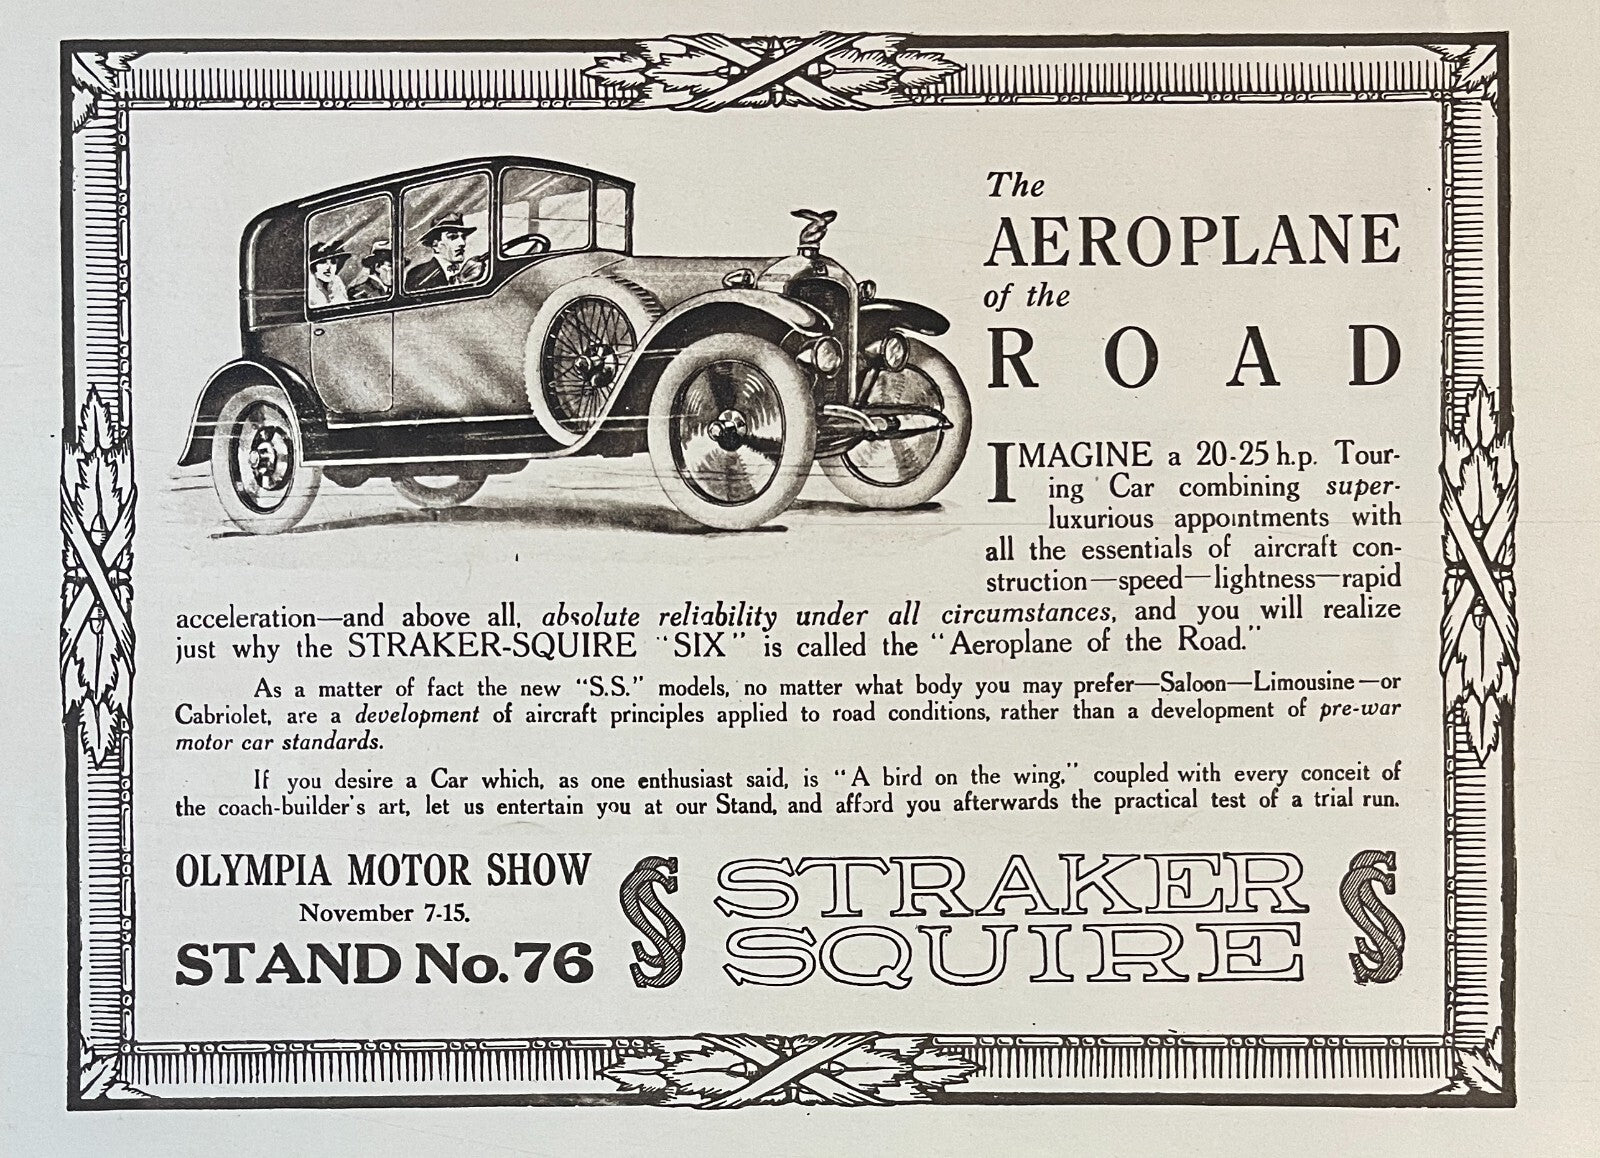 The
AEROPLANE
of the
ROAD
IMAGINE a 20-25 h.p. Tour-
ing Car combining super-
luxurious appointments with
all the essentials of aircraft con-
struction—speed—lightness—rapid
acceleration—and above all, absolute reliability under all circumstances, and you will realize
just why the STRAKER-SQUIRE "SIX" is called the "Aeroplane of the Road."
As a matter of fact the new "S.S." models, no matter what body you may prefer—Saloon—Limousine—or
Cabriolet, are a development of aircraft principles applied to road conditions, rather than a development of pre-war
motor car standards.
If you desire a Car which, as one enthusiast said, is "A bird on the wing," coupled with every conceit of
the coach-builder's art, let us entertain you at our Stand, and afford you afterwards the practical test of a trial run.
OLYMPIA MOTOR SHOW
November 7-15.
STAND No. 76
SS
STRAKER
SQUIRE
SS